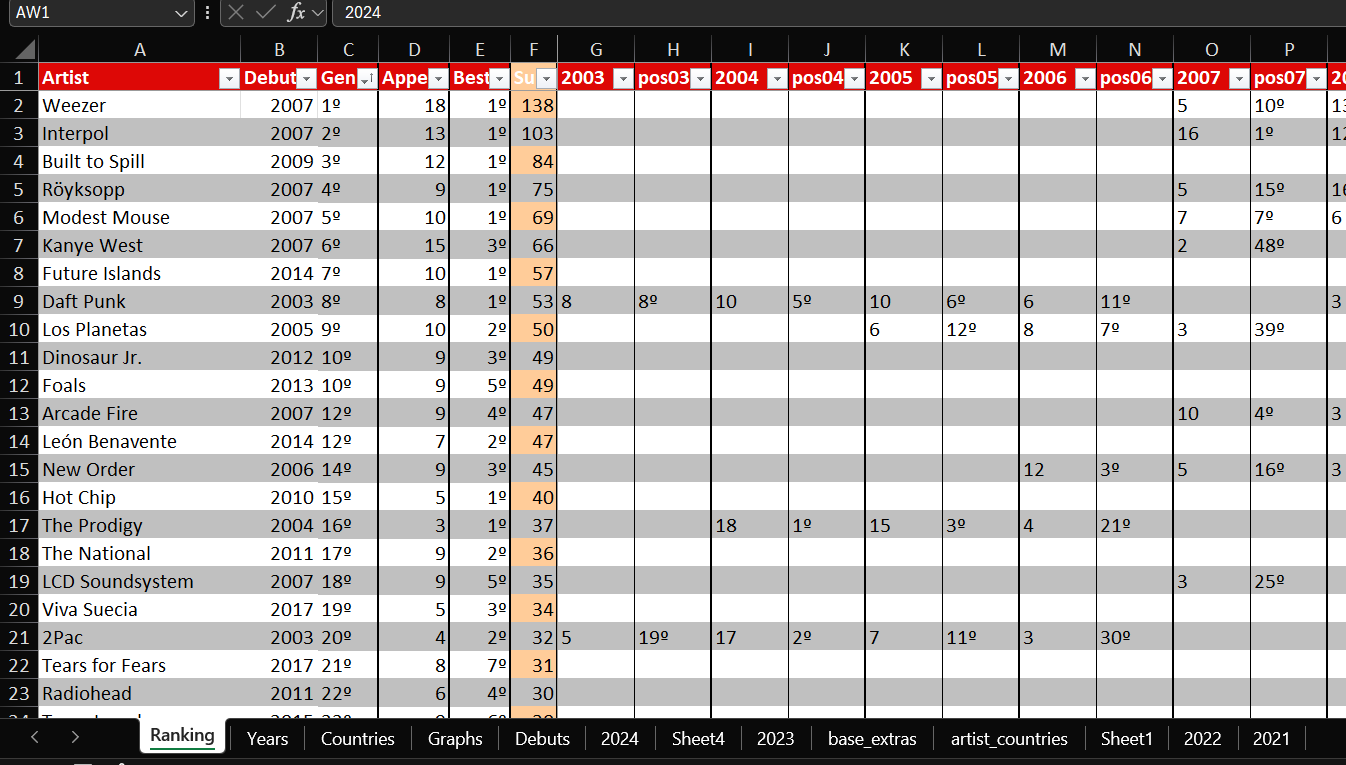 AW1 fx 2024
A B C D E F G H I J K L M N O P
1 Artist Debut Gen Appe Best Su 2003 pos03 2004 pos04 2005 pos05 2006 pos06 2007 pos07 20
2 Weezer 2007 1º 18 1º 138 5 10º 13
3 Interpol 2007 2º 13 1º 103 16 1º 12
4 Built to Spill 2009 3º 12 1º 84
5 Röyksopp 2007 4º 9 1º 75 5 15º 16
6 Modest Mouse 2007 5º 10 1º 69 7 7º 6
7 Kanye West 2007 6º 15 3º 66 2 48º
8 Future Islands 2014 7º 10 1º 57
9 Daft Punk 2003 8º 8 1º 53 8 8º 10 5º 10 6º 6 11º 3
10 Los Planetas 2005 9º 10 2º 50 6 12º 8 7º 3 39º
11 Dinosaur Jr. 2012 10º 9 3º 49
12 Foals 2013 10º 9 5º 49
13 Arcade Fire 2007 12º 9 4º 47 10 4º 3
14 León Benavente 2014 12º 7 2º 47
15 New Order 2006 14º 9 3º 45 12 3º 5 16º 3
16 Hot Chip 2010 15º 5 1º 40
17 The Prodigy 2004 16º 3 1º 37 18 1º 15 3º 4 21º
18 The National 2011 17º 9 2º 36
19 LCD Soundsystem 2007 18º 9 5º 35 3 25º
20 Viva Suecia 2017 19º 5 3º 34
21 2Pac 2003 20º 4 2º 32 5 19º 17 2º 7 11º 3 30º
22 Tears for Fears 2017 21º 8 7º 31
23 Radiohead 2011 22º 6 4º 30
Ranking Years Countries Graphs Debuts 2024 Sheet4 2023 base_extras artist_countries Sheet1 2022 2021